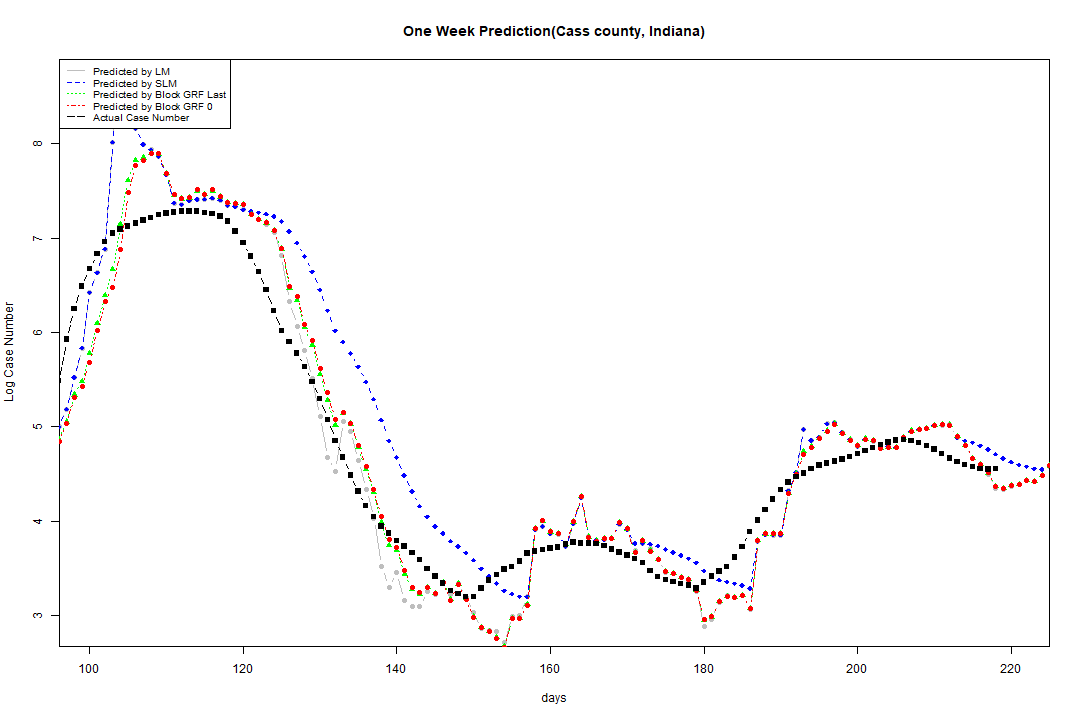 One Week Prediction(Cass county, Indiana)
Predicted by LM
Predicted by SLM
Predicted by Block GRF Last
Predicted by Block GRF 0
Actual Case Number
8
7
6
5
4
3
Log Case Number
100 120 140 160 180 200 220
days